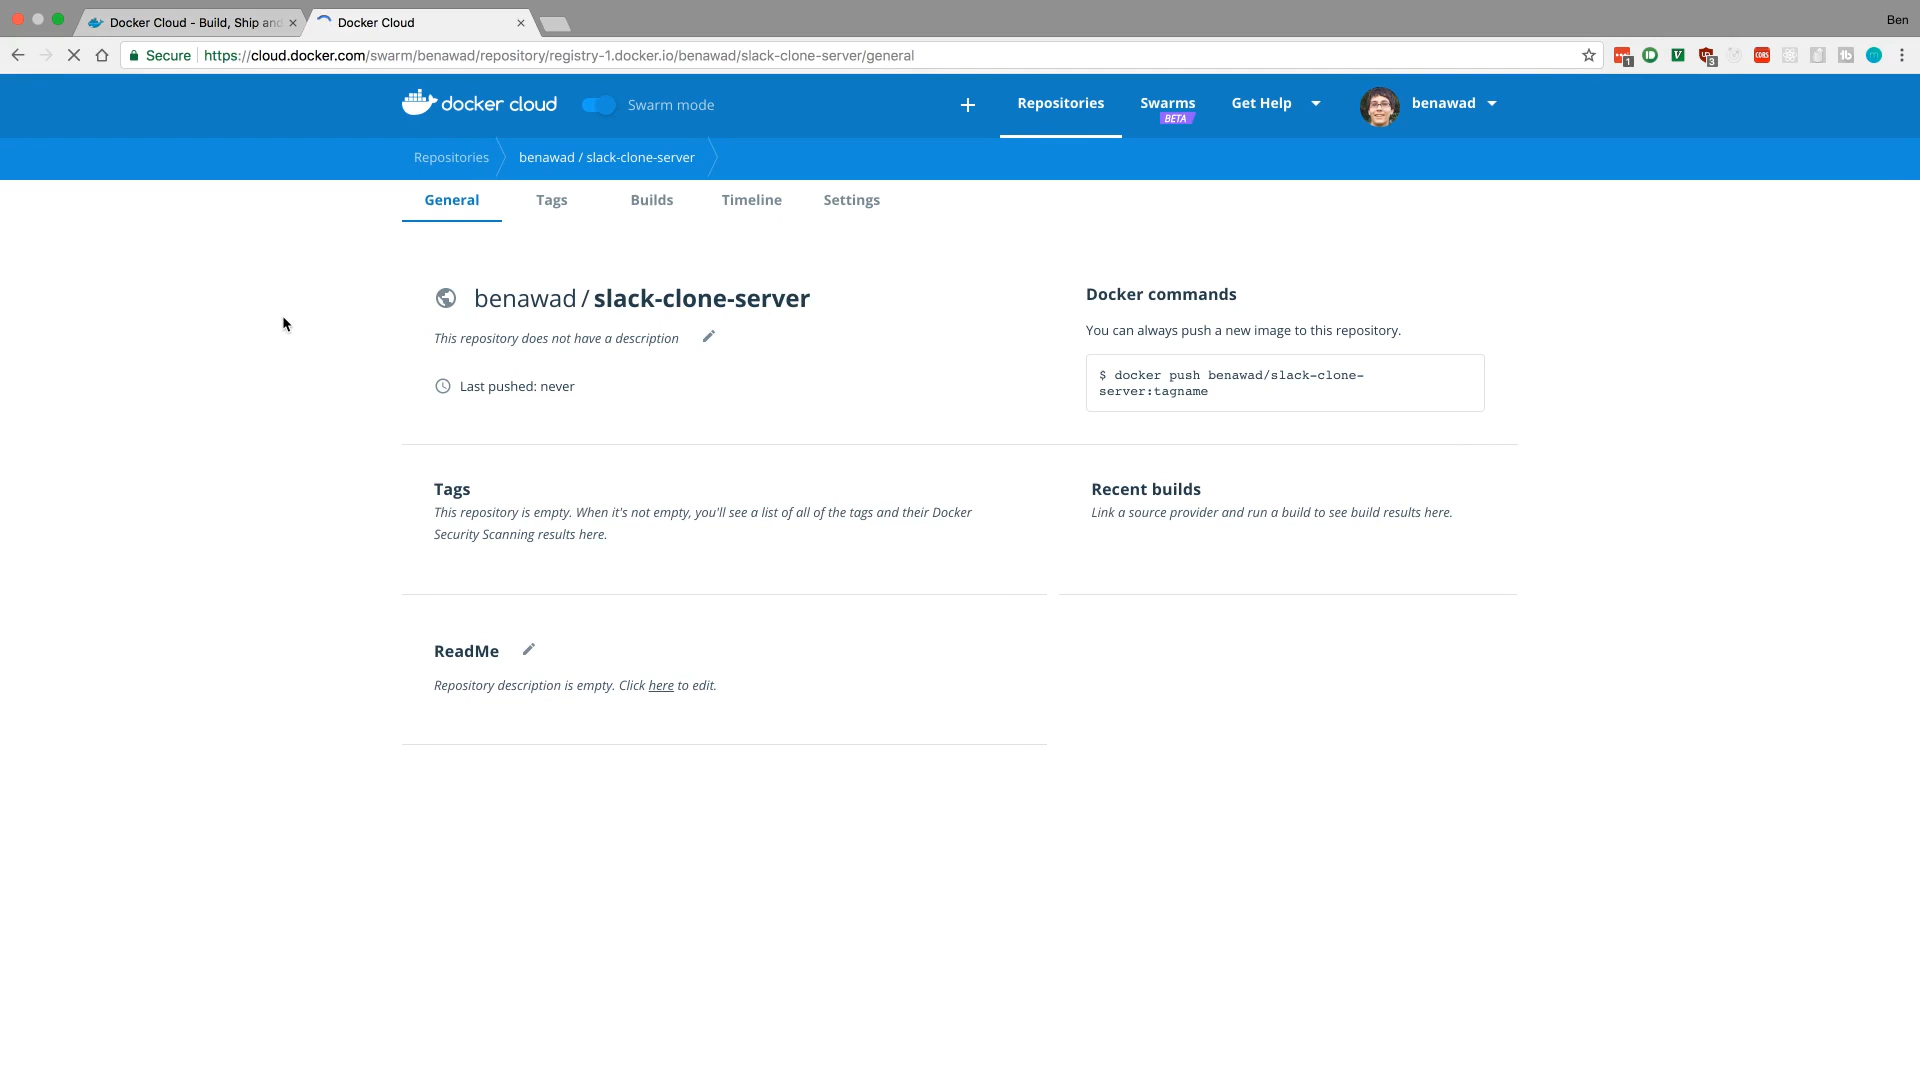 Docker Cloud - Build, Ship and
Docker Cloud
Ben
Secure
https://cloud.docker.com/swarm/benawad/repository/registry-1.docker.io/benawad/slack-clone-server/general
docker cloud
Swarm mode
Repositories
Swarms
BETA
Get Help
benawad
Repositories
benawad / slack-clone-server
General
Tags
Builds
Timeline
Settings
benawad / slack-clone-server
This repository does not have a description
Last pushed: never
Docker commands
You can always push a new image to this repository.
$ docker push benawad/slack-clone-
server:tagname
Tags
This repository is empty. When it's not empty, you'll see a list of all of the tags and their Docker
Security Scanning results here.
Recent builds
Link a source provider and run a build to see build results here.
ReadMe
Repository description is empty. Click here to edit.